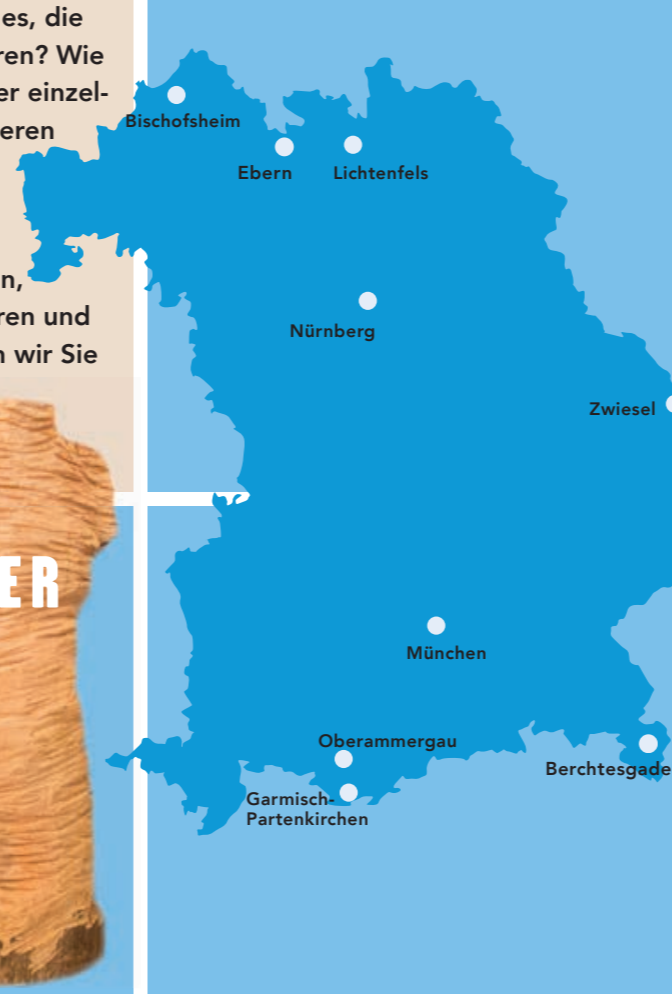 es, die
ren? Wie
er einzel-
eren
n,
ren und
n wir Sie
ER
Bischofsheim
Ebern
Lichtenfels
Nürnberg
Zwiesel
München
Oberammergau
Berchtesgade
Garmisch-
Partenkirchen